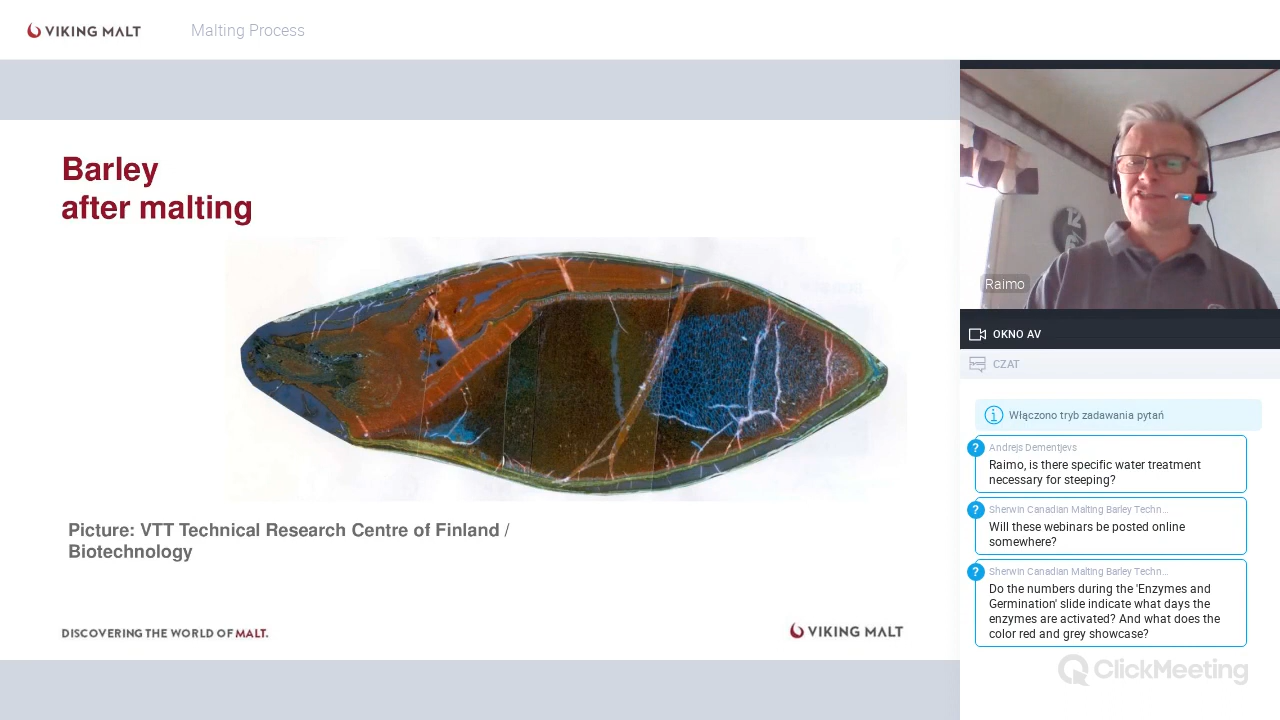 VIKING MALT
Malting Process
Barley
after malting
Picture: VTT Technical Research Centre of Finland /
Biotechnology
DISCOVERING THE WORLD OF MALT.
VIKING MALT
Raimo
OKNO AV
CZAT
Włączono tryb zadawania pytań
Andrejs Dementjevs
Raimo, is there specific water treatment
necessary for steeping?
Sherwin Canadian Malting Barley Techn...
Will these webinars be posted online
somewhere?
Sherwin Canadian Malting Barley Techn...
Do the numbers during the 'Enzymes and
Germination' slide indicate what days the
enzymes are activated? And what does the
color red and grey showcase?
ClickMeeting